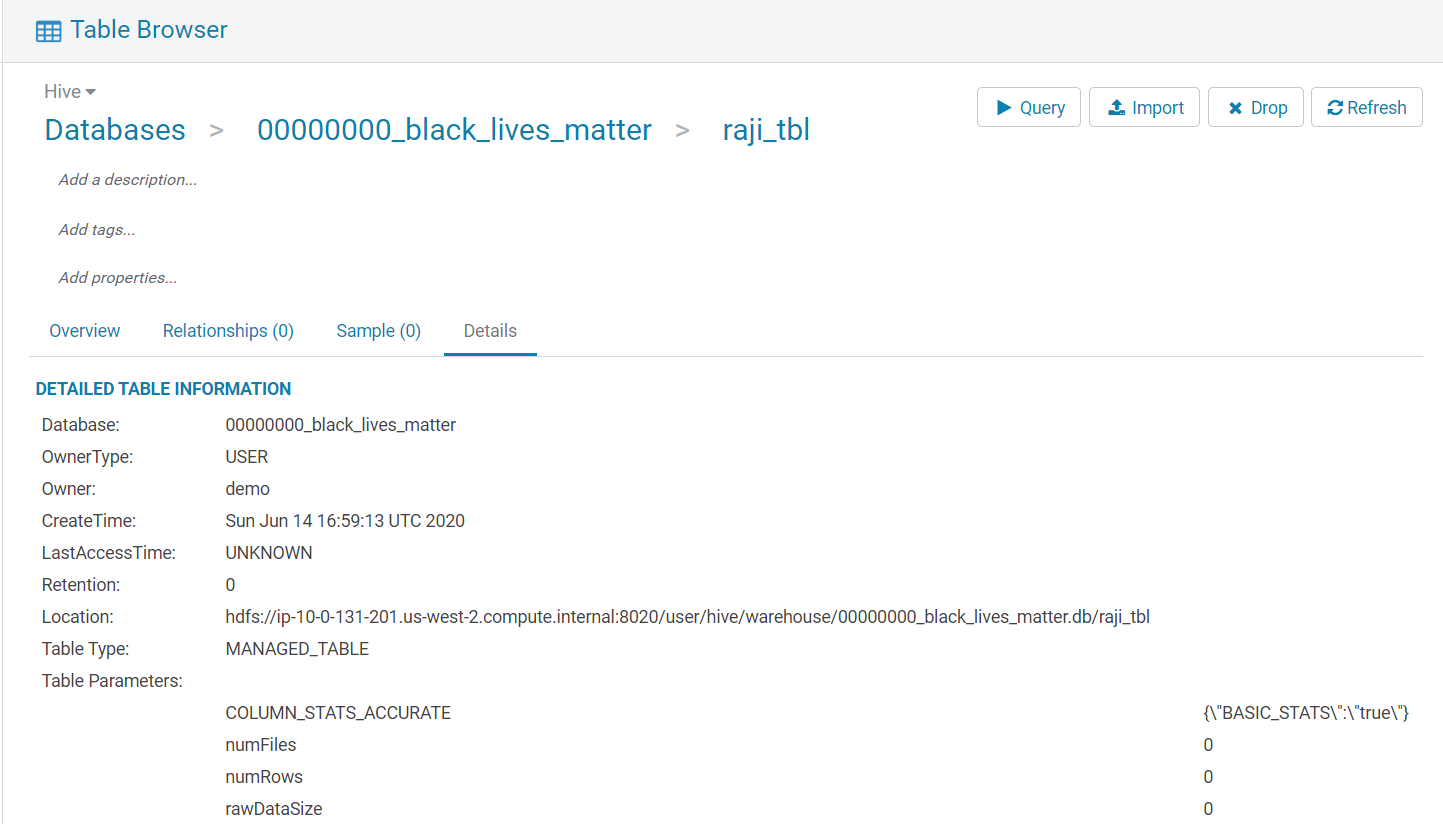 Table Browser
Hive
Databases > 00000000_black_lives_matter > raji_tbl
Query Import Drop Refresh
Add a description...
Add tags...
Add properties...
Overview Relationships (0) Sample (0) Details
DETAILED TABLE INFORMATION
Database: 00000000_black_lives_matter
OwnerType: USER
Owner: demo
CreateTime: Sun Jun 14 16:59:13 UTC 2020
LastAccessTime: UNKNOWN
Retention: 0
Location: hdfs://ip-10-0-131-201.us-west-2.compute.internal:8020/user/hive/warehouse/00000000_black_lives_matter.db/raji_tbl
Table Type: MANAGED_TABLE
Table Parameters:
COLUMN_STATS_ACCURATE {\"BASIC_STATS\":\"true\"}
numFiles 0
numRows 0
rawDataSize 0